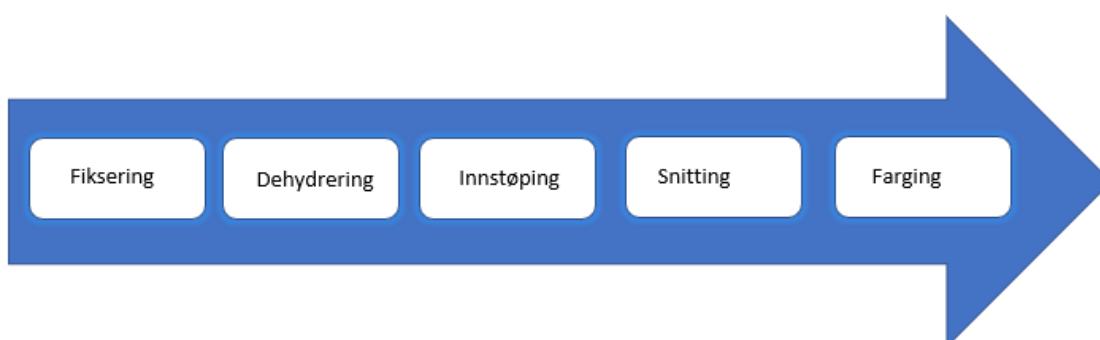 Fiksering
Dehydrering
Innstøping
Snitting
Farging